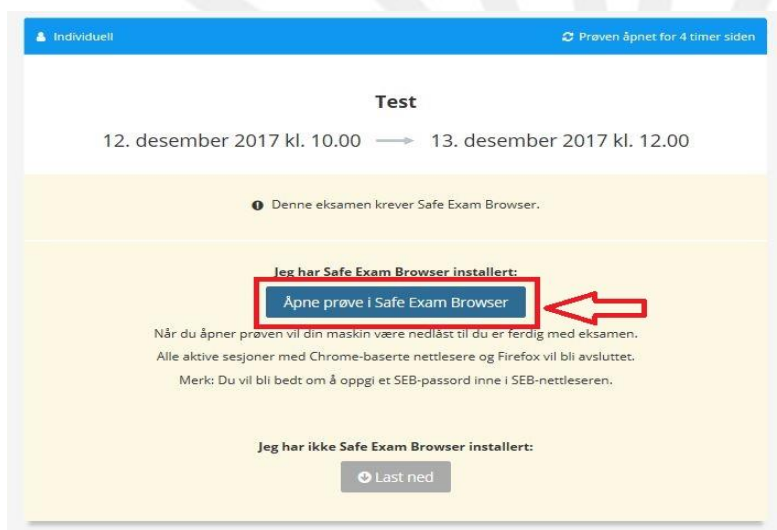 Individuell
Prøven åpnet for 4 timer siden
Test
12. desember 2017 kl. 10.00
13. desember 2017 kl. 12.00
Denne eksamen krever Safe Exam Browser.
Jeg har Safe Exam Browser installert:
Åpne prøve i Safe Exam Browser
Når du åpner prøven vil din maskin være nedlåst til du er ferdig med eksamen.
Alle aktive sesjoner med Chrome-baserte nettlesere og Firefox vil bli avsluttet.
Merk: Du vil bli bedt om å oppgi et SEB-passord inne i SEB-nettleseren.
Jeg har ikke Safe Exam Browser installert:
Last ned